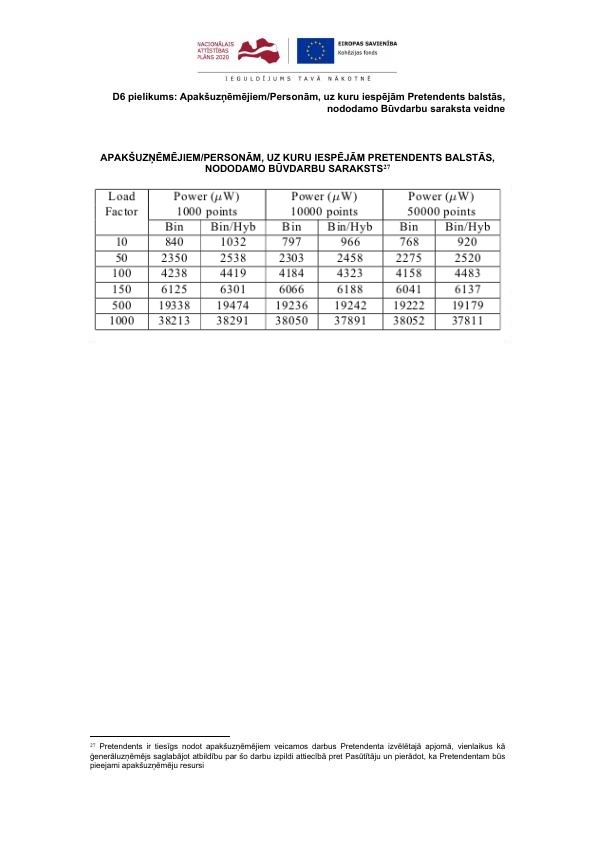 NACIONĀLAIS
ATTĪSTĪBAS
PLĀNS 2020
EIROPAS SAVIENĪBA
Kohēzijas fonds
IEGULDĪJUMS TAVĀ NĀKOTNĒ
D6 pielikums: Apakšuzņēmējiem/Personām, uz kuru iespējām Pretendents balstās,
nododamo Būvdarbu saraksta veidne
APAKŠUZŅĒMĒJIEM/PERSONĀM, UZ KURU IESPĒJĀM PRETENDENTS BALSTĀS,
NODODAMO BŪVDARBU SARAKSTS²⁷
Load Factor Power (μW) 1000 points Power (μW) 10000 points Power (μW) 50000 points
Bin Bin/Hyb Bin Bin/Hyb Bin Bin/Hyb
10 840 1032 797 966 768 920
50 2350 2538 2303 2458 2275 2520
100 4238 4419 4184 4323 4158 4483
150 6125 6301 6066 6188 6041 6137
500 19338 19474 19236 19242 19222 19179
1000 38213 38291 38050 37891 38052 37811
²⁷ Pretendents ir tiesīgs nodot apakšuzņēmējiem veicamos darbus Pretendenta izvēlētajā apjomā, vienlaikus kā
ģenerāluzņēmējs saglabājot atbildību par šo darbu izpildi attiecībā pret Pasūtītāju un pierādot, ka Pretendentam būs
pieejami apakšuzņēmēju resursi